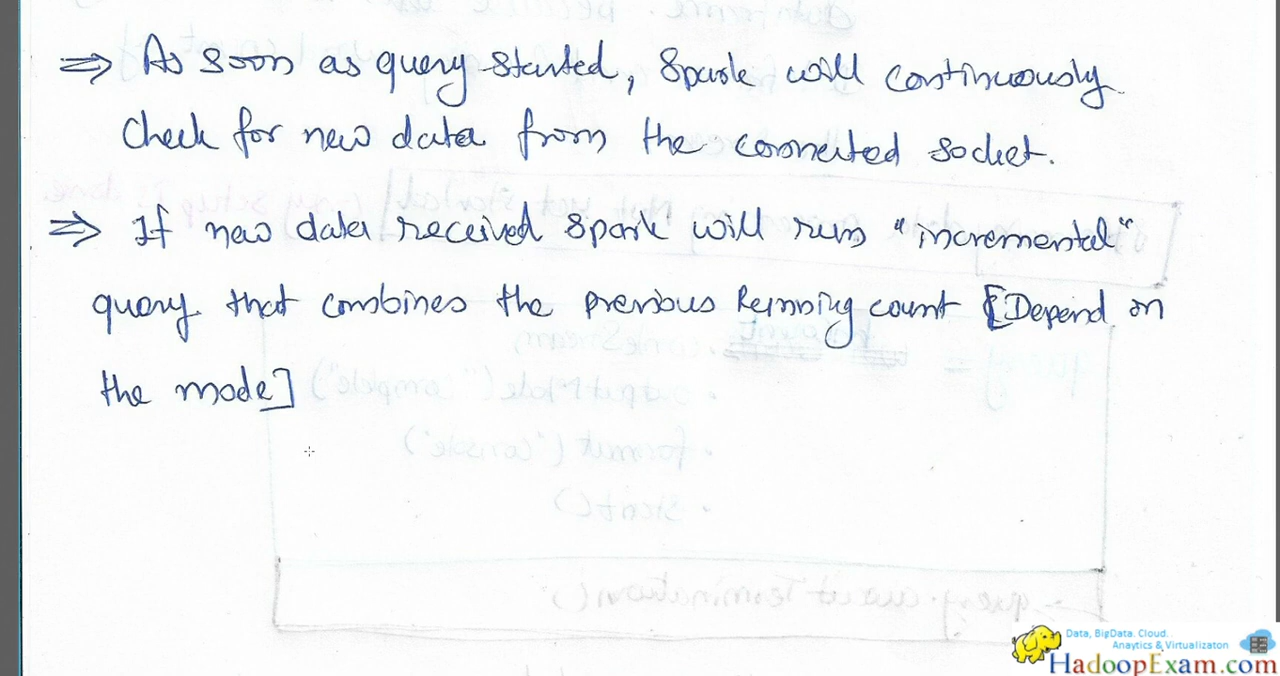 ⇒ As soon as query started, Spark will continuously
check for new data from the connected socket.
⇒ If new data received Spark will run "incremental"
query that combines the previous Running count [Depend on
the mode]
Data, BigData. Cloud..
Anaytics & Virtualizaton
HadoopExam.com